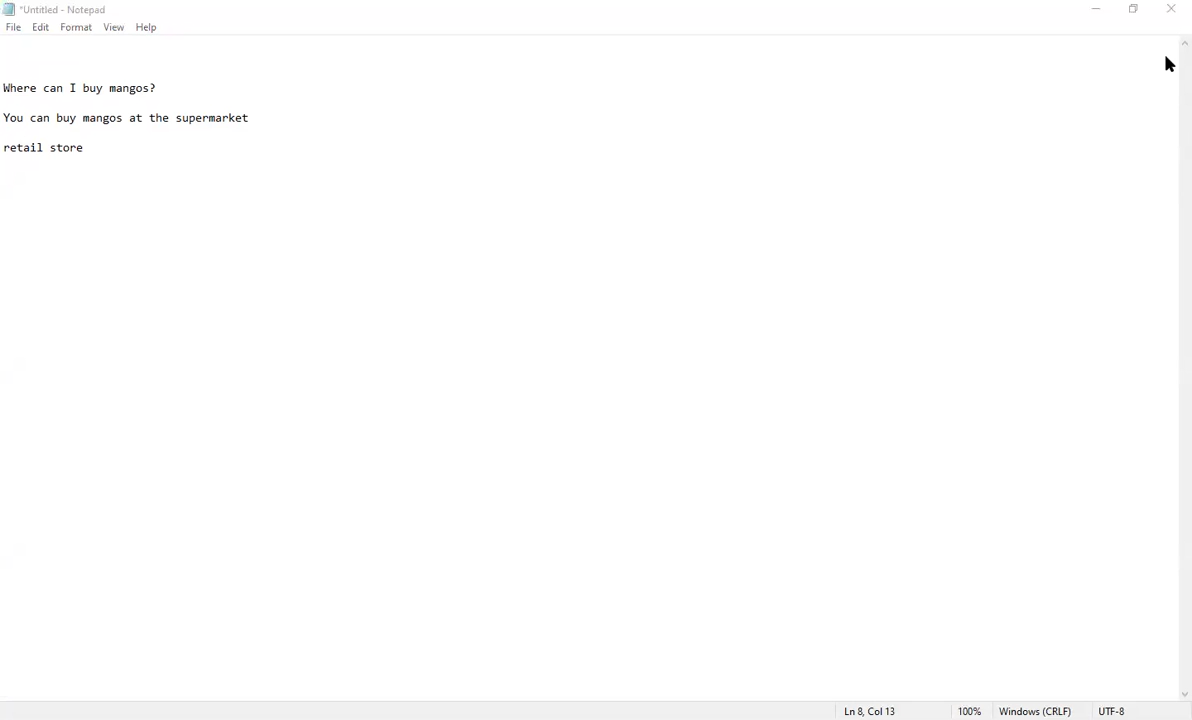 *Untitled - Notepad
File Edit Format View Help
Where can I buy mangos?
You can buy mangos at the supermarket
retail store
Ln 8, Col 13 100% Windows (CRLF) UTF-8